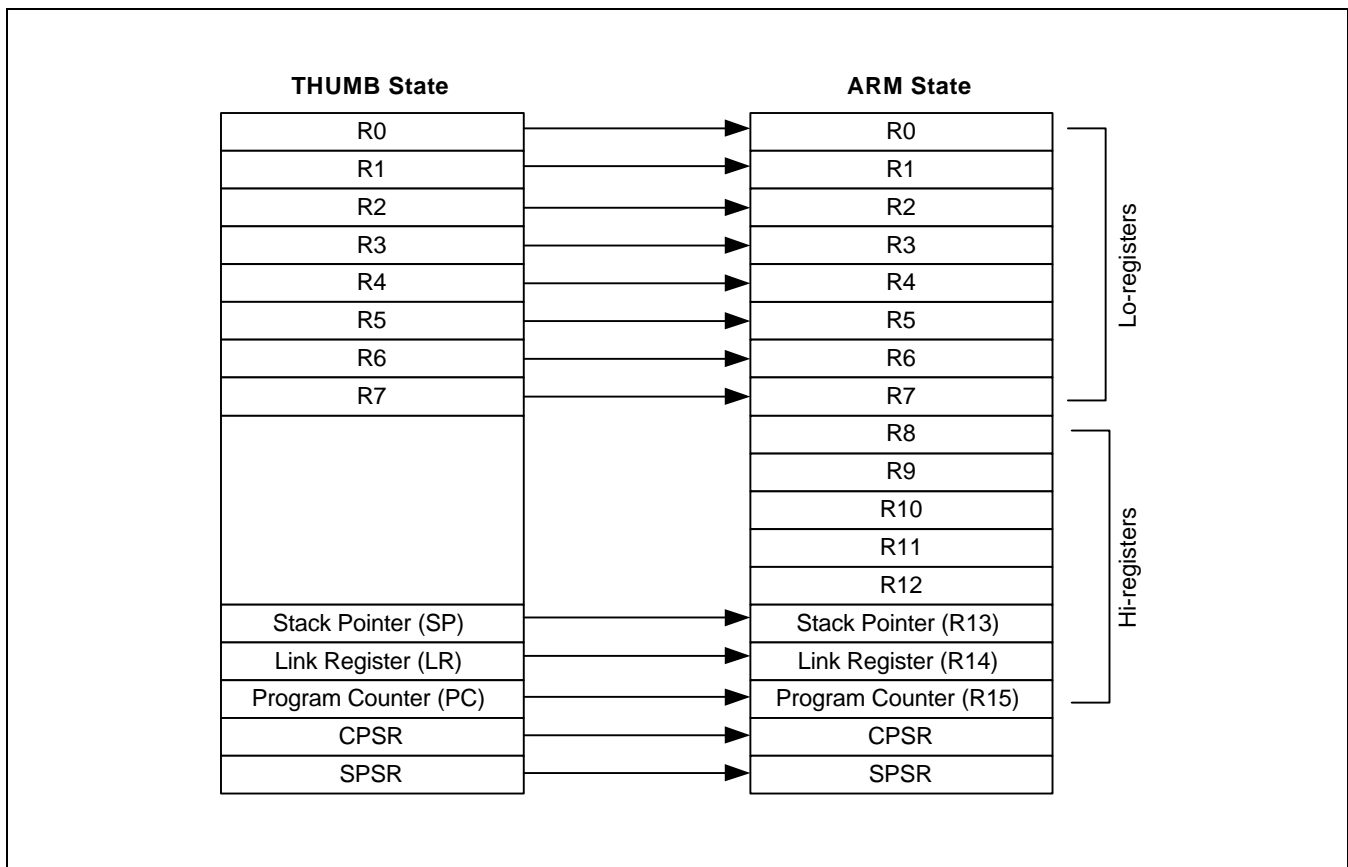 THUMB State
ARM State
R0
R0
R1
R1
R2
R2
R3
R3
R4
R4
R5
R5
R6
R6
R7
R7
R8
R9
R10
R11
R12
Stack Pointer (SP)
Stack Pointer (R13)
Link Register (LR)
Link Register (R14)
Program Counter (PC)
Program Counter (R15)
CPSR
CPSR
SPSR
SPSR
Lo-registers
Hi-registers